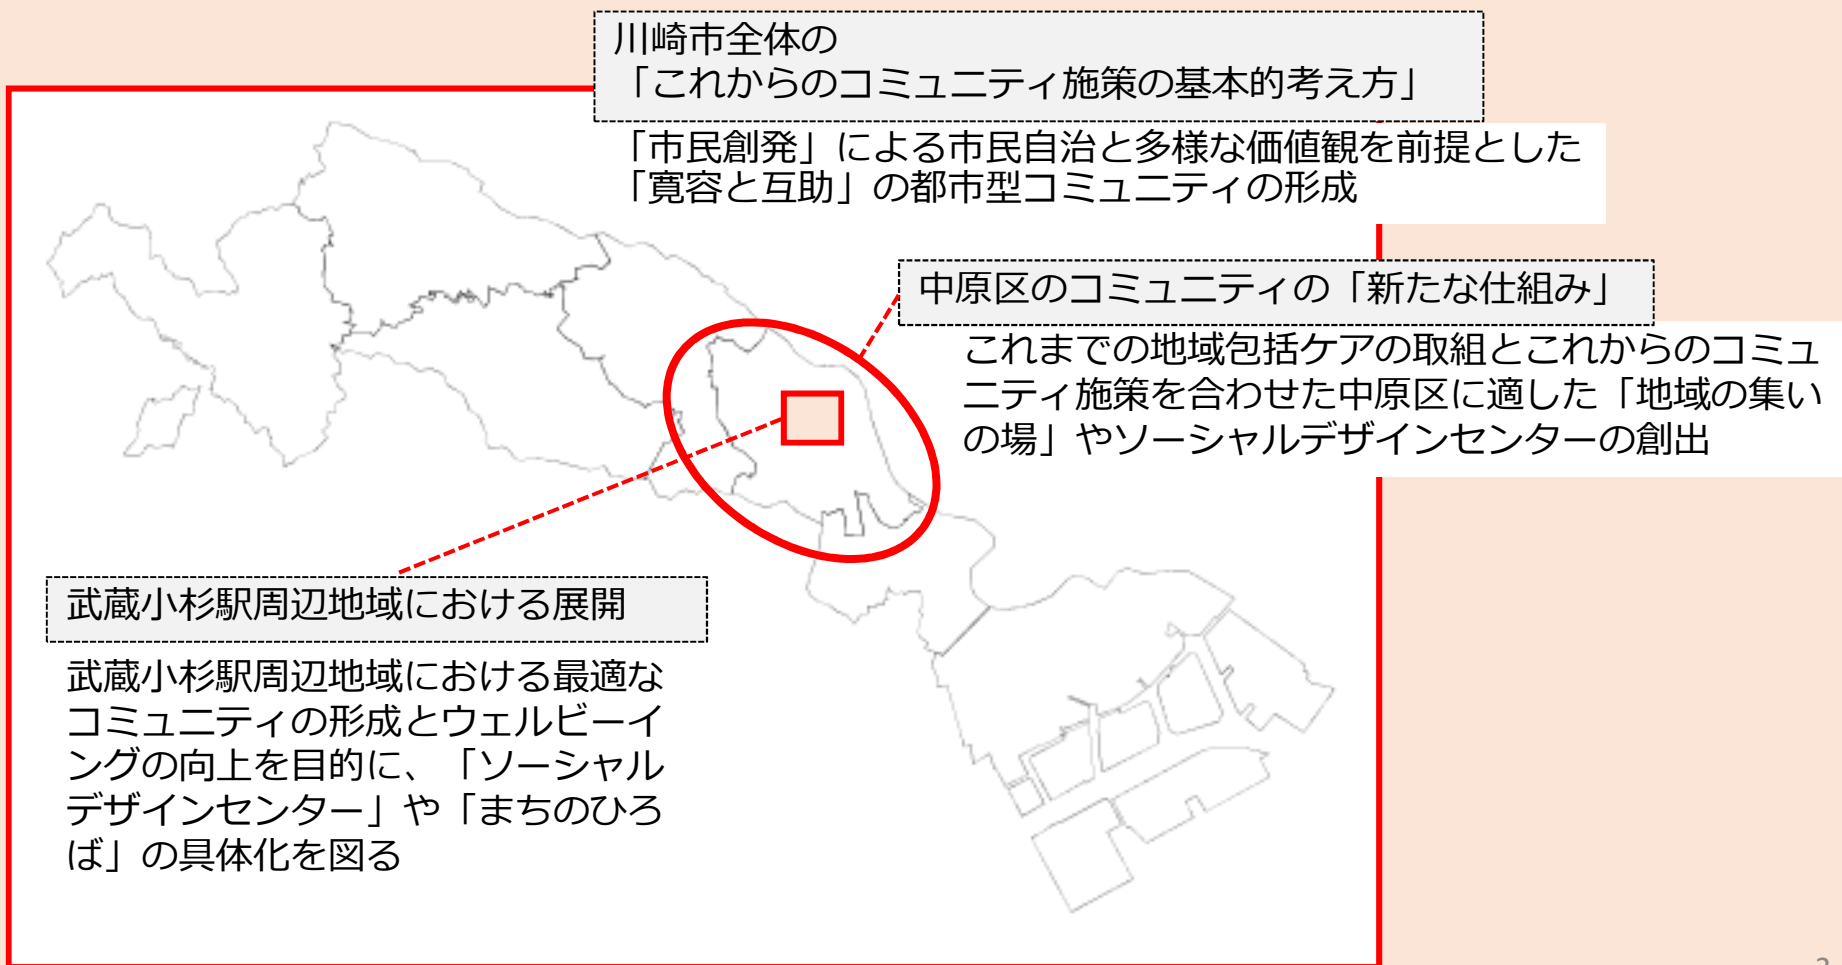 川崎市全体の
「これからのコミュニティ施策の基本的考え方」
「市民創発」による市民自治と多様な価値観を前提とした
「寛容と互助」の都市型コミュニティの形成
中原区のコミュニティの「新たな仕組み」
これまでの地域包括ケアの取組とこれからのコミュ
ニティ施策を合わせた中原区に適した「地域の集い
の場」やソーシャルデザインセンターの創出
武蔵小杉駅周辺地域における展開
武蔵小杉駅周辺地域における最適な
コミュニティの形成とウェルビーイ
ングの向上を目的に、「ソーシャル
デザインセンター」や「まちのひろ
ば」の具体化を図る